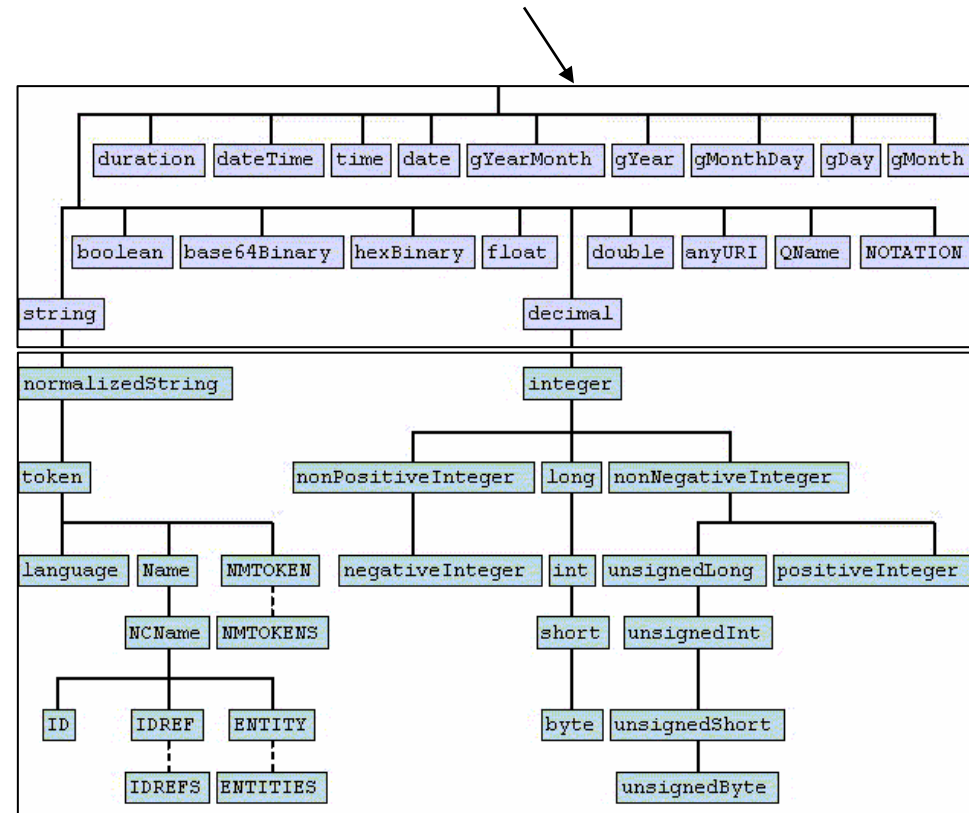 duration dateTime time date gYearMonth gYear gMonthDay gDay gMonth
boolean base64Binary hexBinary float double anyURI QName NOTATION
string decimal
normalizedString integer
token nonPositiveInteger long nonNegativeInteger
language Name NMTOKEN negativeInteger int unsignedLong positiveInteger
NCName NMTOKENS short unsignedInt
ID IDREF ENTITY byte unsignedShort
IDREFS ENTITIES unsignedByte